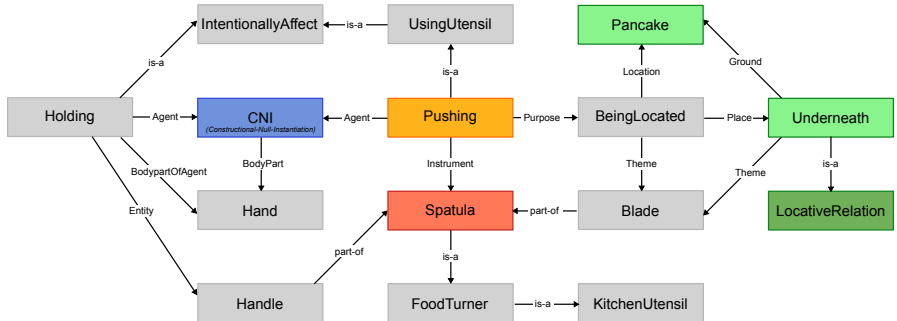 IntentionallyAffect
is-a
UsingUtensil
Pancake
is-a
is-a
Location
Ground
Holding
Agent
CNI
(Constructional-Null-Instantiation)
Agent
Pushing
Purpose
BeingLocated
Place
Underneath
BodypartOfAgent
BodyPart
Instrument
Theme
Theme
is-a
Entity
Hand
Spatula
part-of
Blade
LocativeRelation
part-of
is-a
Handle
FoodTurner
is-a
KitchenUtensil